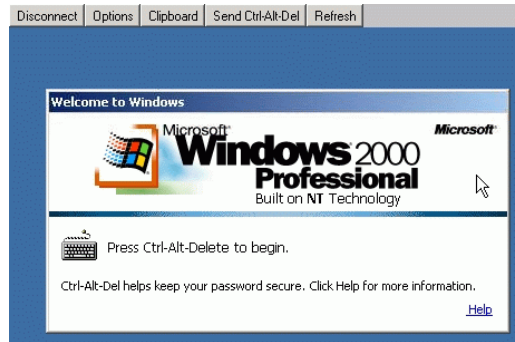 Disconnect Options Clipboard Send Ctrl-Alt-Del Refresh
Welcome to Windows
Microsoft
Microsoft
Windows 2000
Professional
Built on NT Technology
Press Ctrl-Alt-Delete to begin.
Ctrl-Alt-Del helps keep your password secure. Click Help for more information.
Help